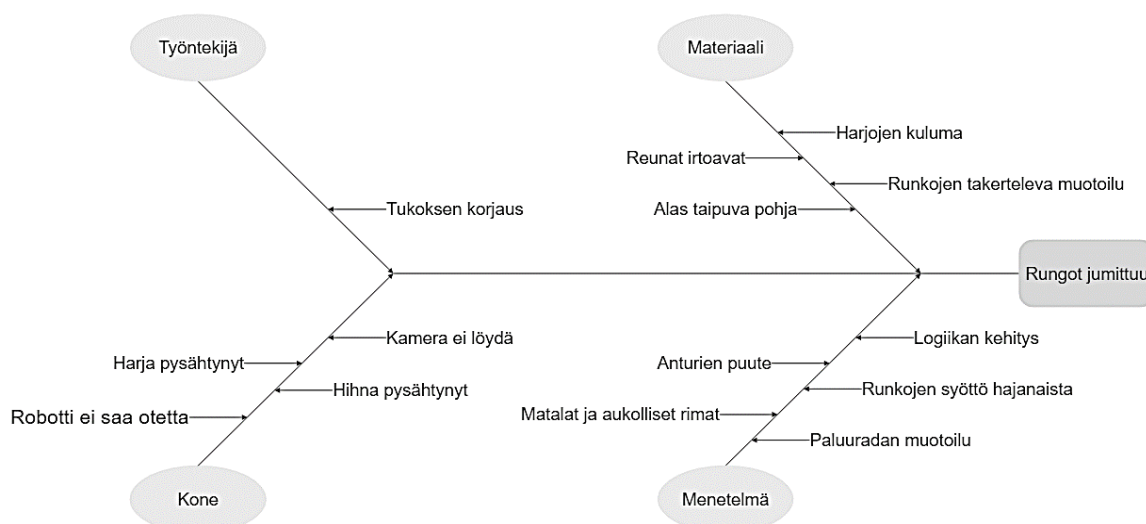 Työntekijä
Materiaali
Harjojen kuluma
Reunat irtoavat
Runkojen takerteleva muotoilu
Tukoksen korjaus
Alas taipuva pohja
Rungot jumittuu
Kamera ei löydä
Logiikan kehitys
Harja pysähtynyt
Anturien puute
Hihna pysähtynyt
Runkojen syöttö hajanaista
Robotti ei saa otetta
Matalat ja aukolliset rimat
Paluuradan muotoilu
Kone
Menetelmä